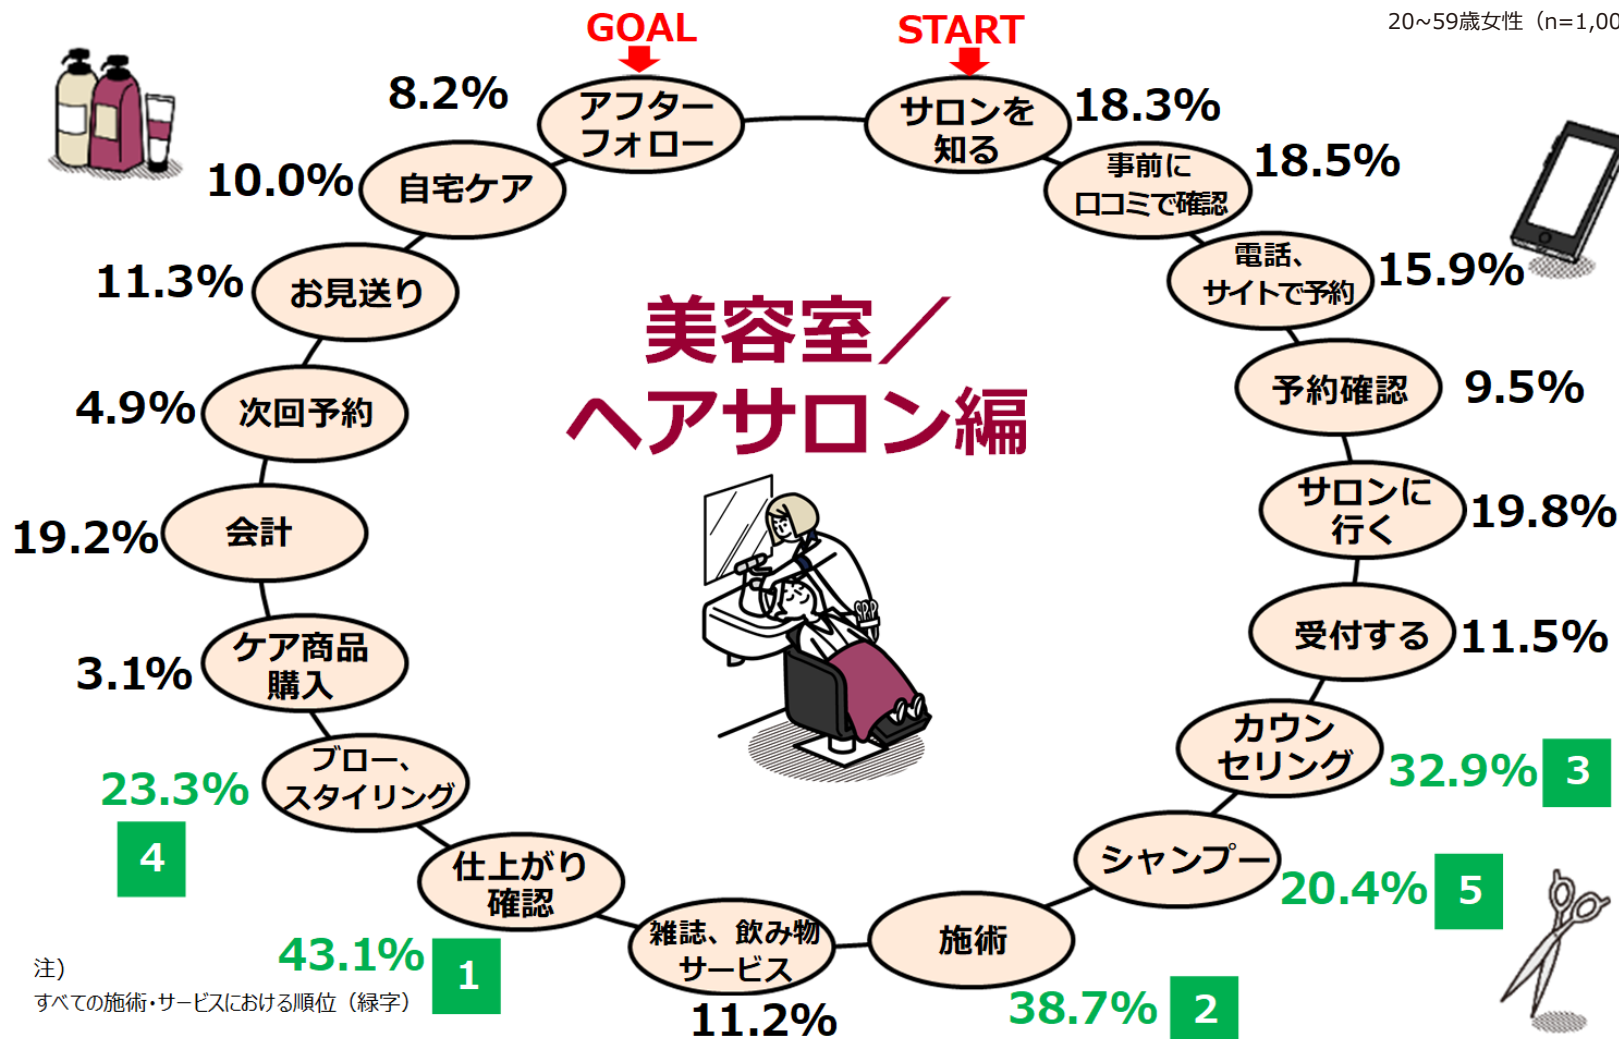 GOAL
START
20~59歳女性（n=1,00
アフター
フォロー
8.2%
サロンを
知る
18.3%
事前に
口コミで確認
18.5%
電話、
サイトで予約
15.9%
予約確認
9.5%
サロンに
行く
19.8%
受付する
11.5%
カウン
セリング
32.9%
3
シャンプー
20.4%
5
施術
38.7%
2
雑誌、飲み物
サービス
11.2%
仕上がり
確認
43.1%
1
ブロー、
スタイリング
23.3%
4
ケア商品
購入
3.1%
会計
19.2%
次回予約
4.9%
お見送り
11.3%
自宅ケア
10.0%
美容室／
ヘアサロン編
注)
すべての施術・サービスにおける順位（緑字）